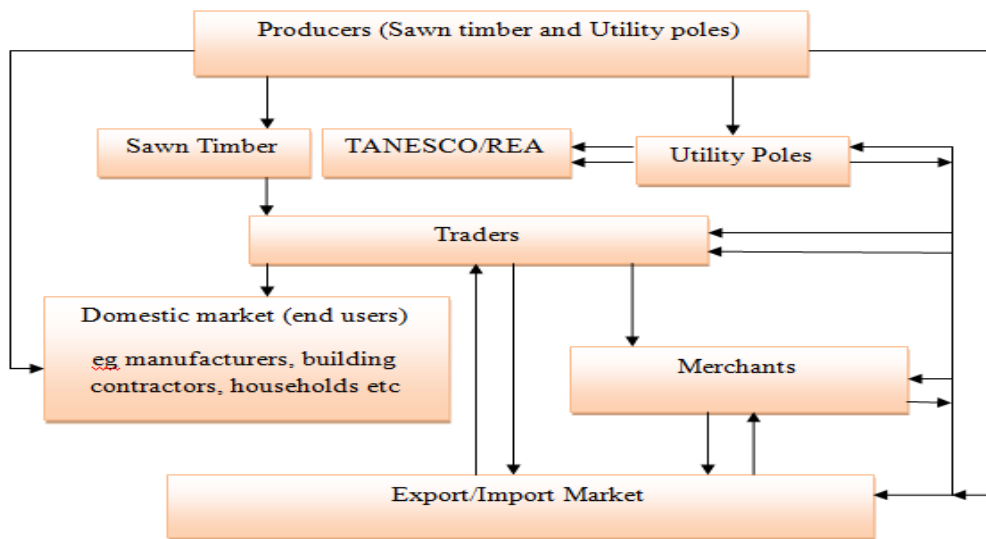 Producers (Sawn timber and Utility poles)
Sawn Timber
TANESCO/REA
Utility Poles
Traders
Domestic market (end users)
eg manufacturers, building
contractors, households etc
Merchants
Export/Import Market